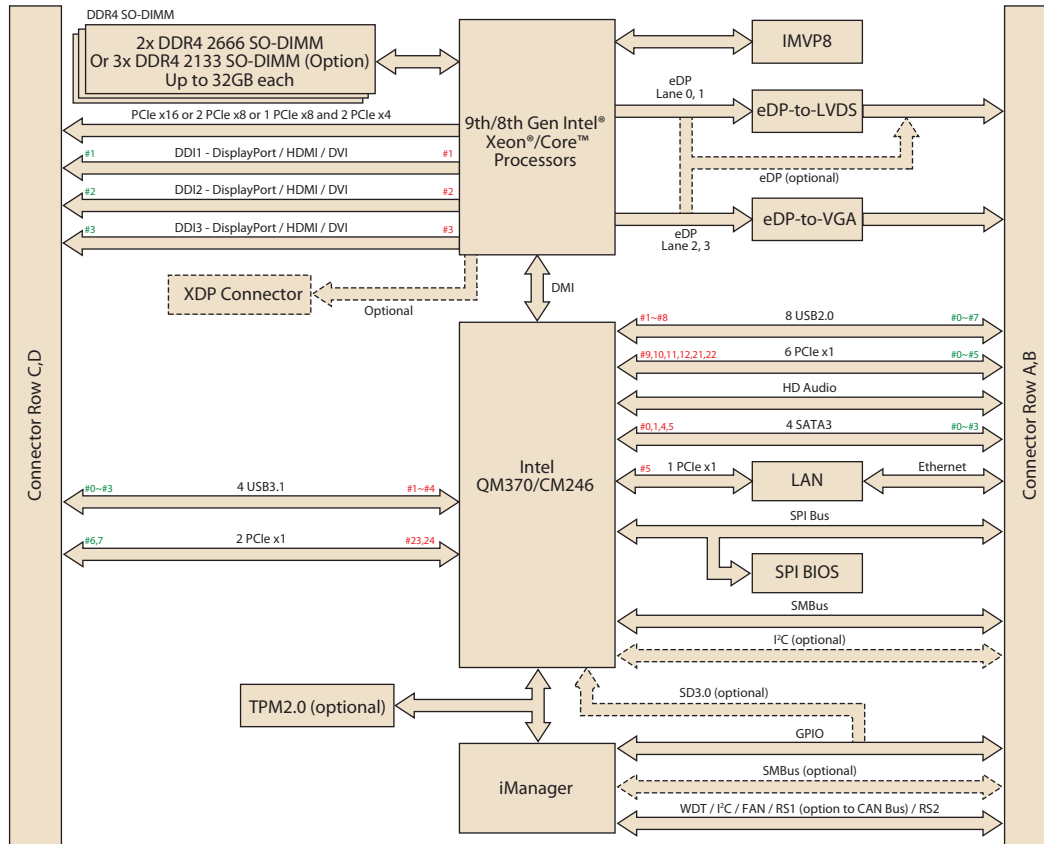 DDR4 SO-DIMM
2x DDR4 2666 SO-DIMM
Or 3x DDR4 2133 SO-DIMM (Option)
Up to 32GB each
IMVP8
PCIe x16 or 2 PCIe x8 or 1 PCIe x8 and 2 PCIe x4
9th/8th Gen Intel®
Xeon®/Core™
Processors
eDP
Lane 0, 1
eDP-to-LVDS
#1 DDI1 - DisplayPort / HDMI / DVI #1
eDP (optional)
#2 DDI2 - DisplayPort / HDMI / DVI #2
eDP-to-VGA
#3 DDI3 - DisplayPort / HDMI / DVI #3
eDP
Lane 2, 3
XDP Connector
Optional
DMI
Connector Row C,D
Connector Row A,B
Intel
QM370/CM246
#1~#8 8 USB2.0 #0~#7
#9,10,11,12,21,22 6 PCIe x1 #0~#5
HD Audio
#0,1,4,5 4 SATA3 #0~#3
#5 1 PCIe x1
LAN
Ethernet
#0~#3 4 USB3.1 #1~#4
SPI Bus
#6,7 2 PCIe x1 #23,24
SPI BIOS
SMBus
I²C (optional)
TPM2.0 (optional)
SD3.0 (optional)
GPIO
iManager
SMBus (optional)
WDT / I²C / FAN / RS1 (option to CAN Bus) / RS2